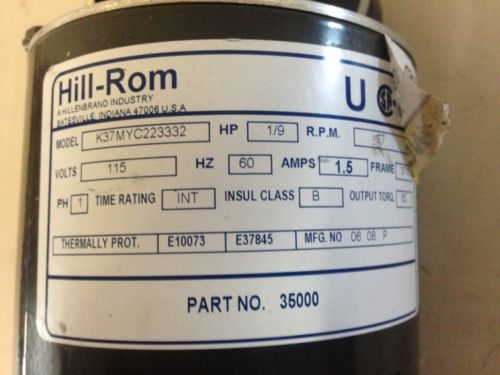 Hill-Rom
A HILLENBRAND INDUSTRY
BATESVILLE, INDIANA 47006 U.S.A
U
MODEL K37MYC223332 HP 1/9 R.P.M.
VOLTS 115 HZ 60 AMPS 1.5 FRAME
PH 1 TIME RATING INT INSUL CLASS B OUTPUT TORQ.
THERMALLY PROT. E10073 E37845 MFG. NO 06 08 P
PART NO. 35000